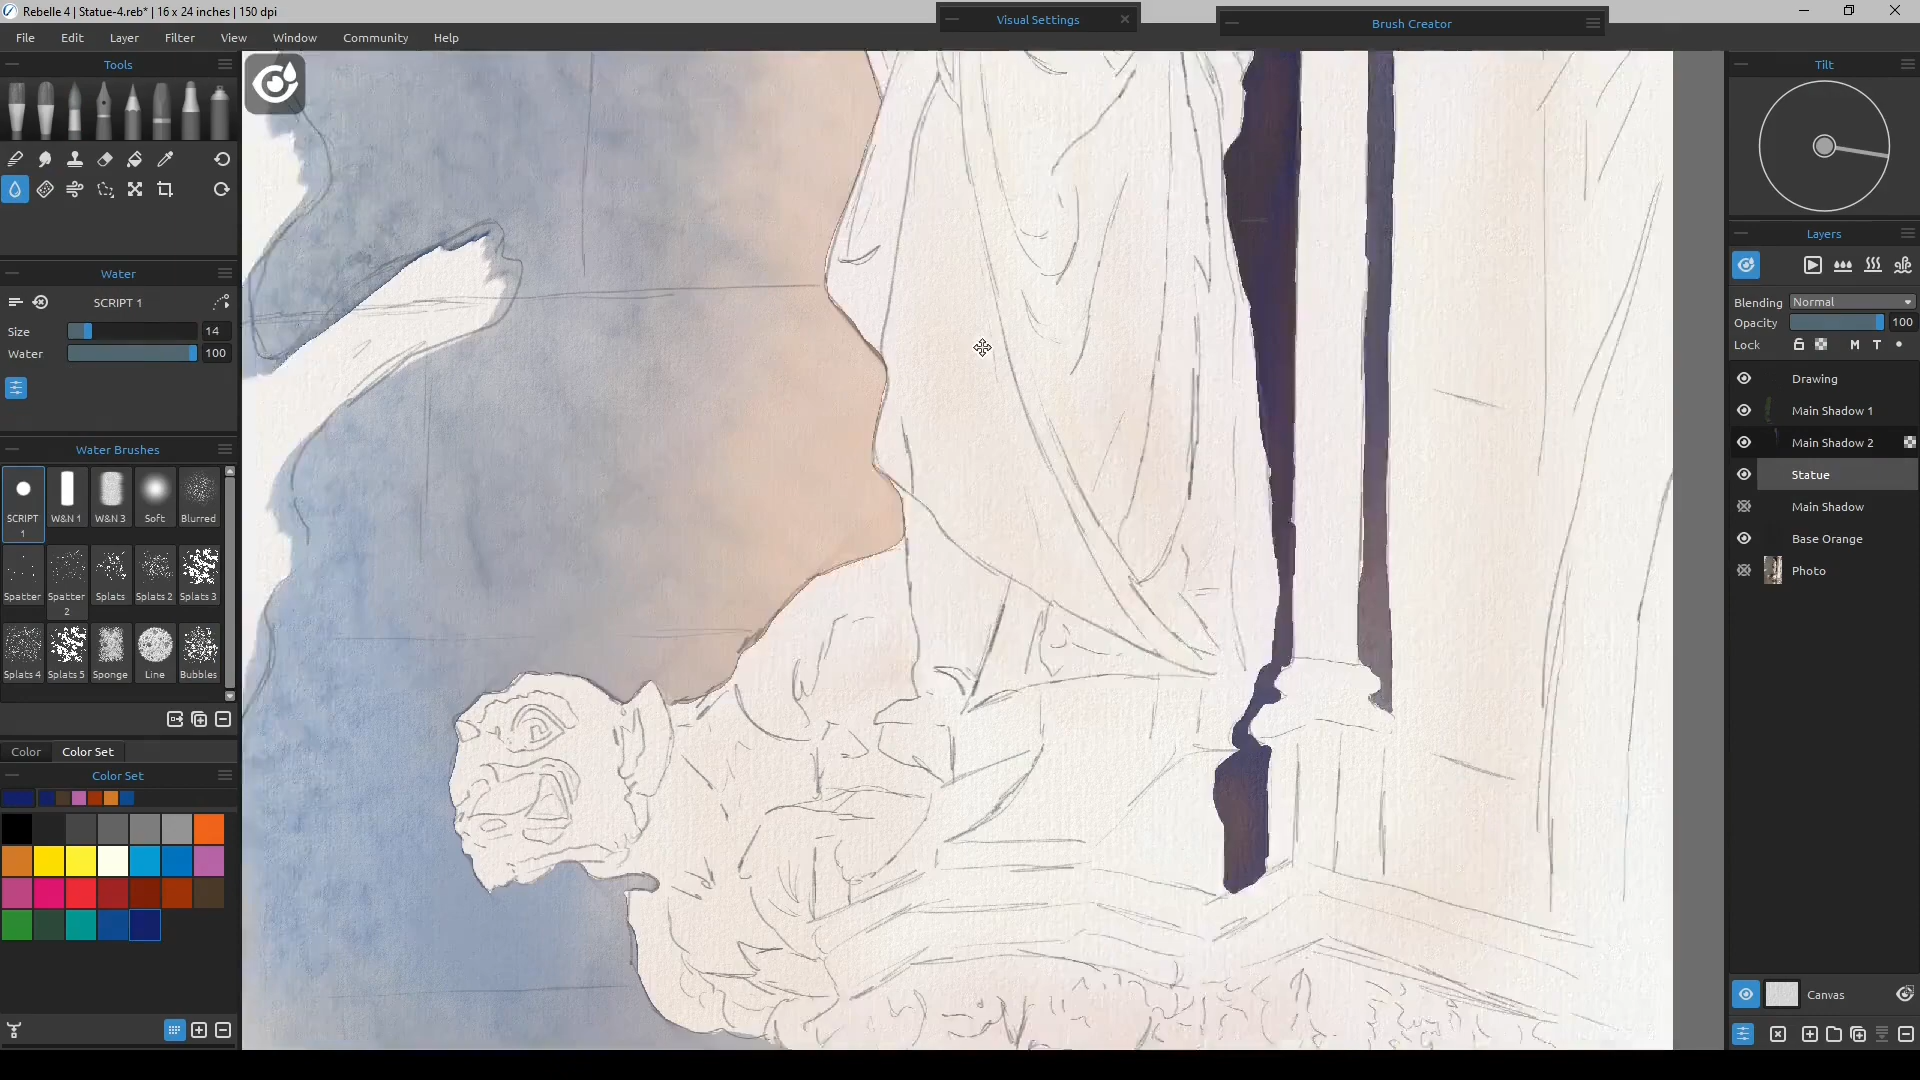 Rebelle 4 | Statue-4.reb* | 16 x 24 inches | 150 dpi
Visual Settings
Brush Creator
File Edit Layer Filter View Window Community Help
Tools
Tilt
Water
SCRIPT 1
Size 14
Water 100
Water Brushes
SCRIPT 1 W&N 1 W&N 3 Soft Blurred
Spatter Spatter 2 Splats Splats 2 Splats 3
Splats 4 Splats 5 Sponge Line Bubbles
Color Color Set
Color Set
Layers
Blending Normal
Opacity 100
Lock M T
Drawing
Main Shadow 1
Main Shadow 2
Statue
Main Shadow
Base Orange
Photo
Canvas